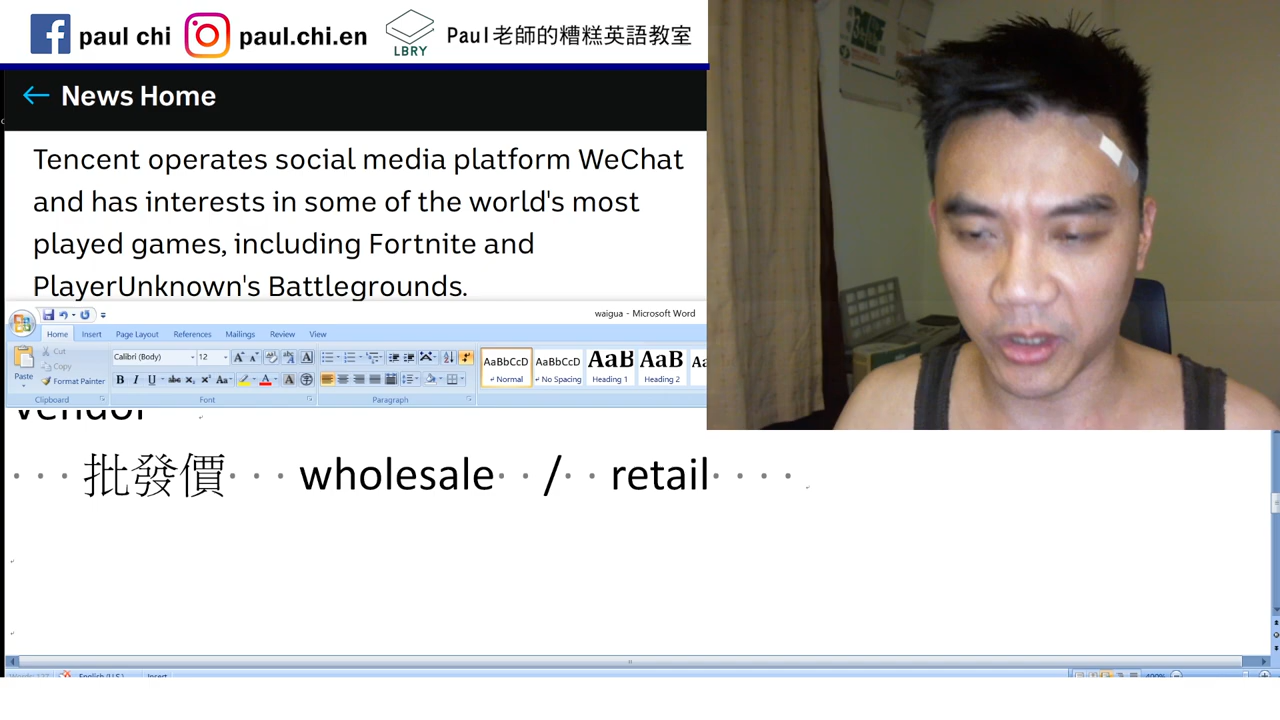 paul chi paul.chi.en LBRY Paul老師的糟糕英語教室
← News Home
Tencent operates social media platform WeChat
and has interests in some of the world's most
played games, including Fortnite and
PlayerUnknown's Battlegrounds.
waigua - Microsoft Word
Home Insert Page Layout References Mailings Review View
Paste Cut Copy Format Painter
Calibri (Body) 12
AaBbCcD AaBbCcD AaB AaB
Normal No Spacing Heading 1 Heading 2
Clipboard Font Paragraph
vendor
批發價 wholesale / retail
English (U.S.) Insert 400%